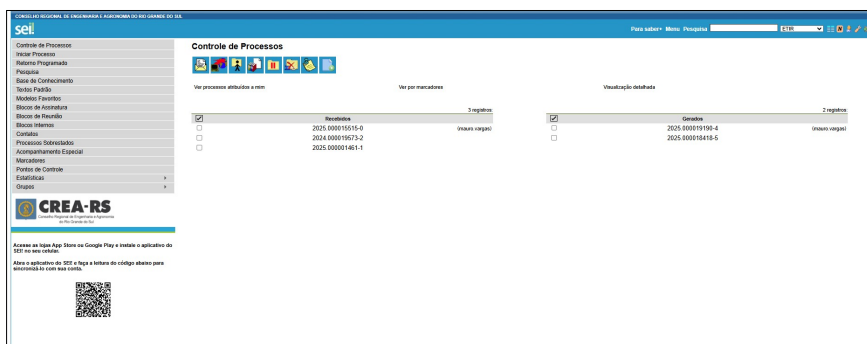 CONSELHO REGIONAL DE ENGENHARIA E AGRONOMIA DO RIO GRANDE DO SUL
sei!
Para saber+ Menu Pesquisa ETIR
Controle de Processos
Iniciar Processo
Retorno Programado
Pesquisa
Base de Conhecimento
Textos Padrão
Modelos Favoritos
Blocos de Assinatura
Blocos de Reunião
Blocos Internos
Contatos
Processos Sobrestados
Acompanhamento Especial
Marcadores
Pontos de Controle
Estatísticas
Grupos
CREA-RS
Conselho Regional de Engenharia e Agronomia
do Rio Grande do Sul
Acesse as lojas App Store ou Google Play e instale o aplicativo do
SEI! no seu celular.
Abra o aplicativo do SEI! e faça a leitura do código abaixo para
sincronizá-lo com sua conta.
Controle de Processos
Ver processos atribuídos a mim Ver por marcadores Visualização detalhada
3 registros:
Recebidos
2025.000015515-0 (mauro.vargas)
2024.000019573-2
2025.000001461-1
2 registros:
Gerados
2025.000019190-4 (mauro.vargas)
2025.000018418-5